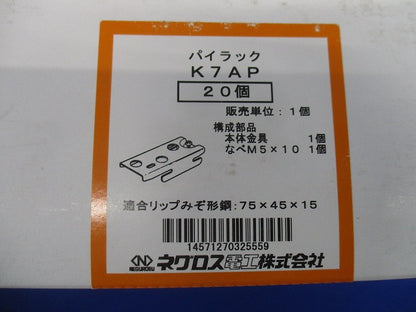 パイラック
K7AP
20個
販売単位:1個
構成部品
本体金具 1個
なべM5×10 1個
適合リップみぞ形鋼:75×45×15
14571270325559
NEGUROSU
ネグロス電工株式会社